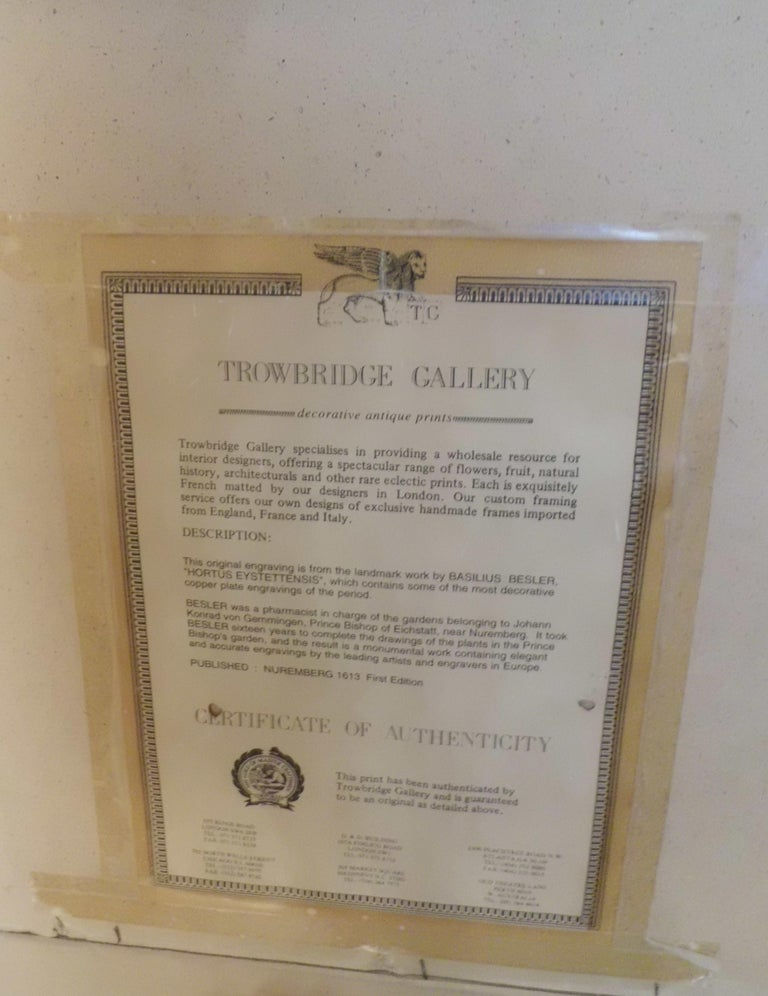 TG
TROWBRIDGE GALLERY
decorative antique prints
Trowbridge Gallery specialises in providing a wholesale resource for
interior designers, offering a spectacular range of flowers, fruit, natural
history, architecturals and other rare eclectic prints. Each is exquisitely
French matted by our designers in London. Our custom framing
service offers our own designs of exclusive handmade frames imported
from England, France and Italy.
DESCRIPTION:
This original engraving is from the landmark work by BASILIUS BESLER,
"HORTUS EYSTETTENSIS", which contains some of the most decorative
copper plate engravings of the period.
BESLER was a pharmacist in charge of the gardens belonging to Johann
Konrad von Gemmingen, Prince Bishop of Eichstatt, near Nuremberg. It took
BESLER sixteen years to complete the drawings of the plants in the Prince
Bishop's garden, and the result is a monumental work containing elegant
and accurate engravings by the leading artists and engravers in Europe.
PUBLISHED : NUREMBERG 1613 First Edition
CERTIFICATE OF AUTHENTICITY
This print has been authenticated by
Trowbridge Gallery and is guaranteed
to be an original as detailed above.
LONDON